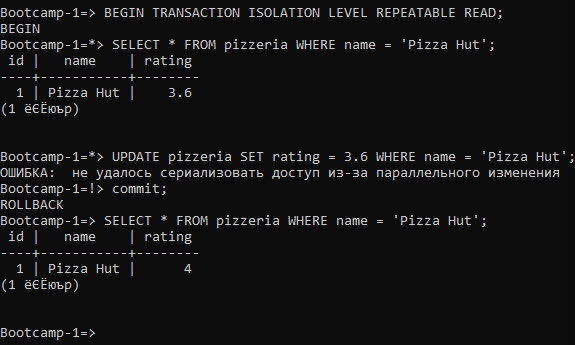 Bootcamp-1=> BEGIN TRANSACTION ISOLATION LEVEL REPEATABLE READ;
BEGIN
Bootcamp-1=*> SELECT * FROM pizzeria WHERE name = 'Pizza Hut';
 id |   name    | rating
----+-----------+--------
  1 | Pizza Hut |    3.6
(1 ёЄЁюър)
Bootcamp-1=*> UPDATE pizzeria SET rating = 3.6 WHERE name = 'Pizza Hut';
ОШИБКА:  не удалось сериализовать доступ из-за параллельного изменения
Bootcamp-1=!> commit;
ROLLBACK
Bootcamp-1=> SELECT * FROM pizzeria WHERE name = 'Pizza Hut';
 id |   name    | rating
----+-----------+--------
  1 | Pizza Hut |      4
(1 ёЄЁюър)
Bootcamp-1=>